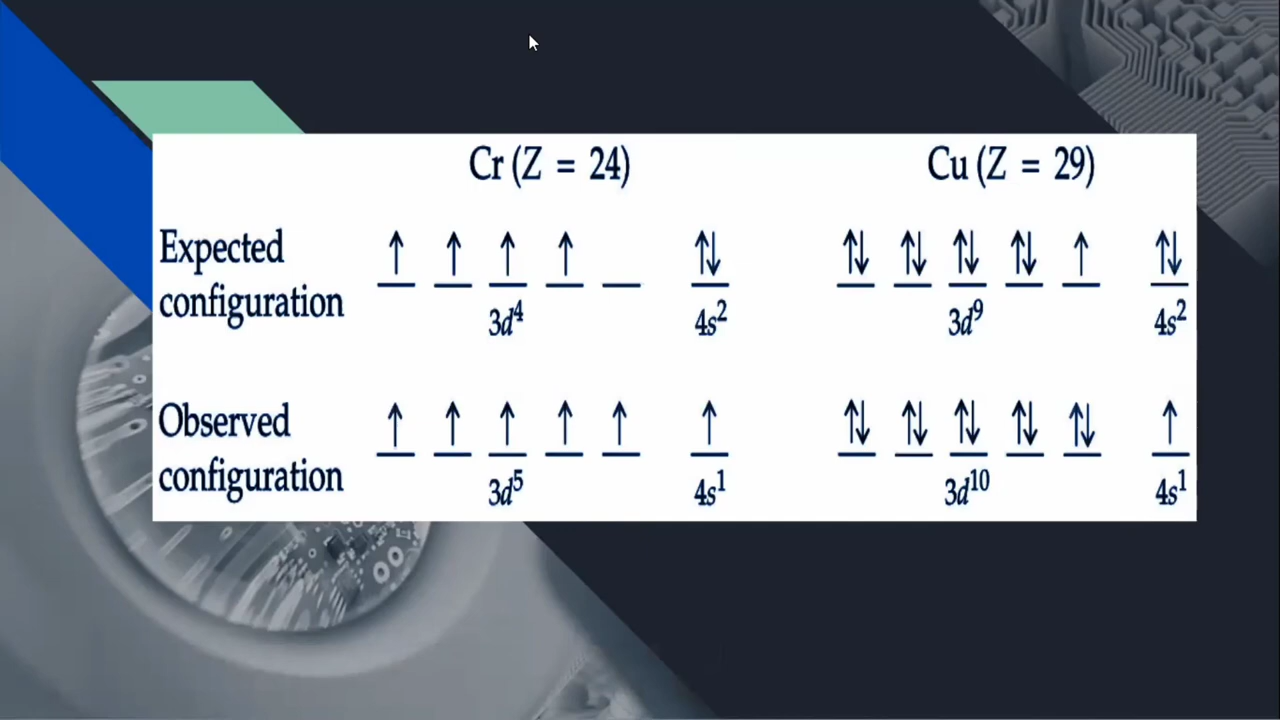 Cr (Z = 24) Cu (Z = 29)
Expected configuration
↑ ↑ ↑ ↑ ↑↓ ↑↓ ↑↓ ↑↓ ↑↓ ↑ ↑↓
3d⁴ 4s² 3d⁹ 4s²
Observed configuration
↑ ↑ ↑ ↑ ↑ ↑ ↑↓ ↑↓ ↑↓ ↑↓ ↑↓ ↑
3d⁵ 4s¹ 3d¹⁰ 4s¹